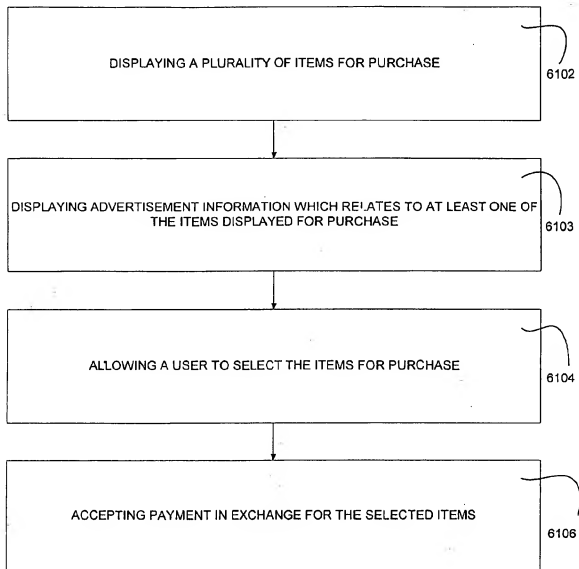 DISPLAYING A PLURALITY OF ITEMS FOR PURCHASE
6102
DISPLAYING ADVERTISEMENT INFORMATION WHICH RELATES TO AT LEAST ONE OF
THE ITEMS DISPLAYED FOR PURCHASE
6103
ALLOWING A USER TO SELECT THE ITEMS FOR PURCHASE
6104
ACCEPTING PAYMENT IN EXCHANGE FOR THE SELECTED ITEMS
6106